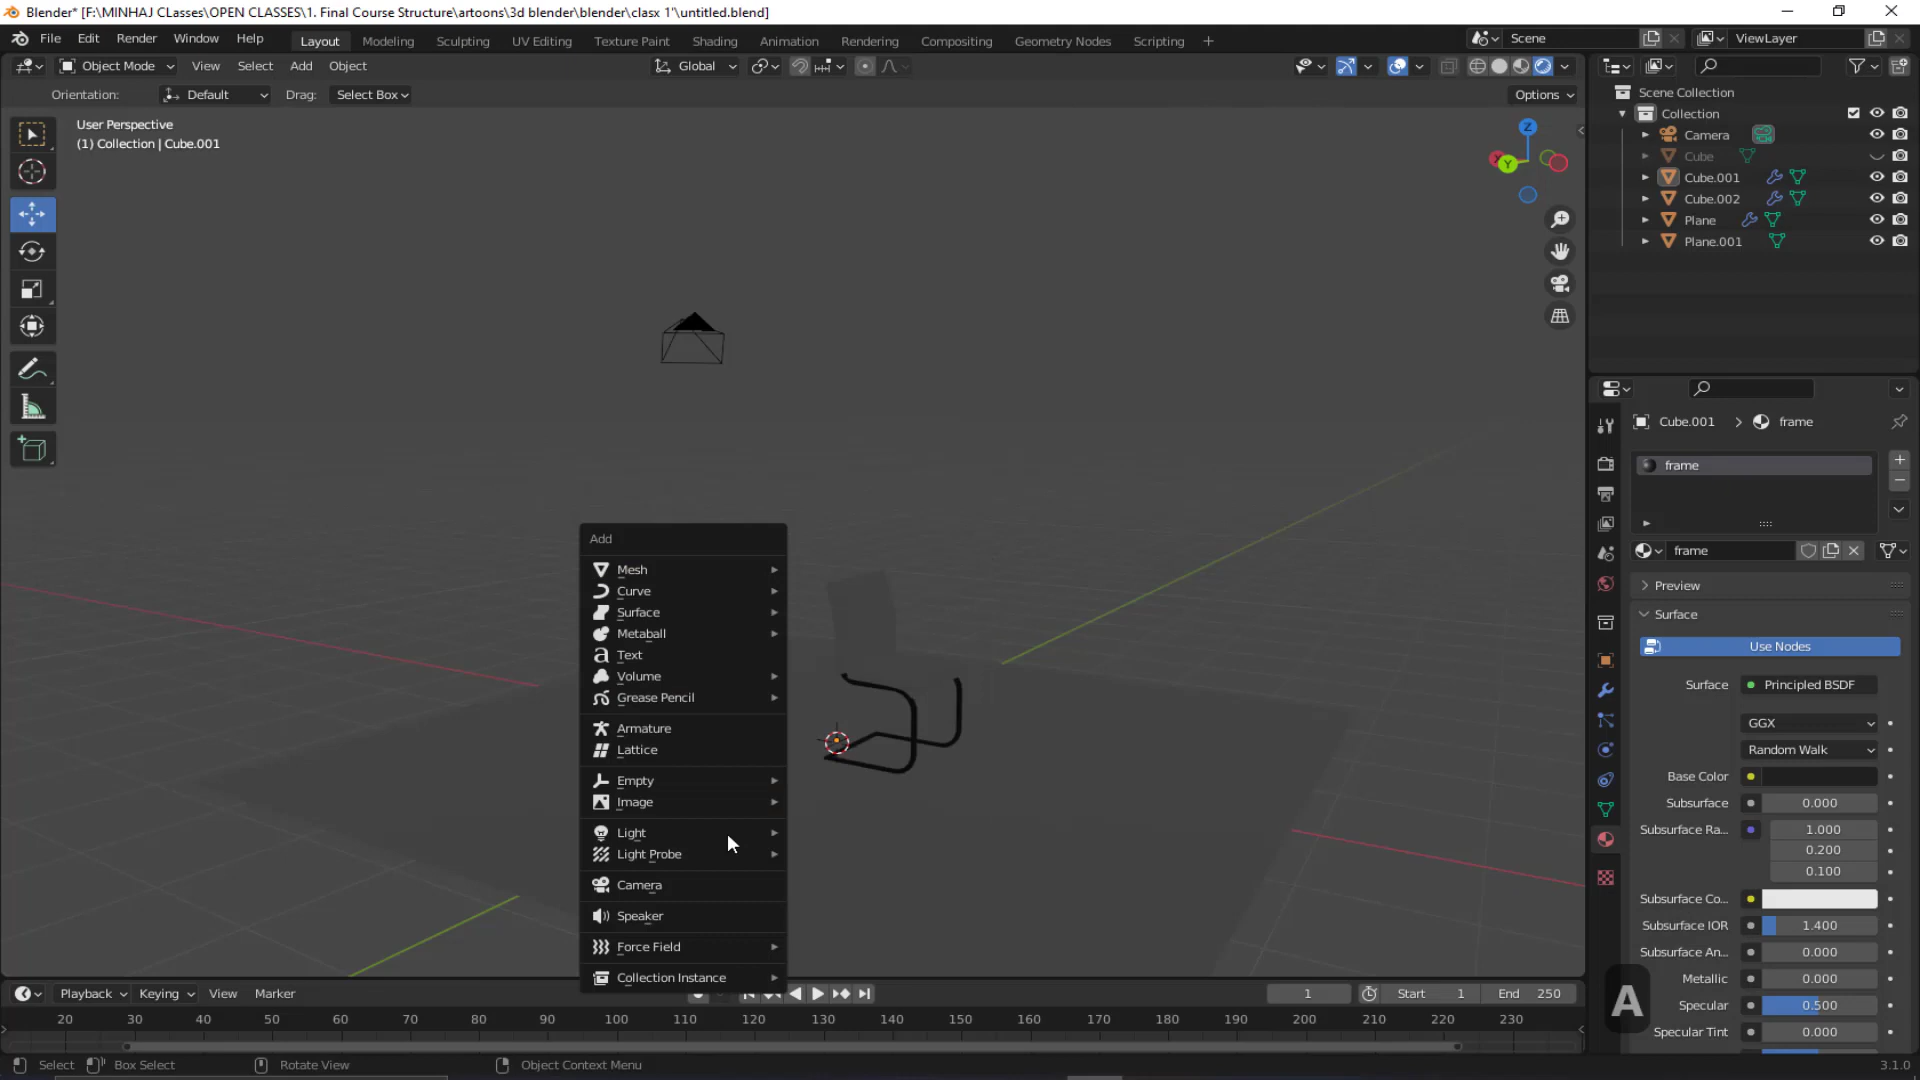 Blender* [F:\MINHAJ CLasses\OPEN CLASSES\1. Final Course Structure\artoons\3d blender\blender\clasx 1'\untitled.blend]
File Edit Render Window Help Layout Modeling Sculpting UV Editing Texture Paint Shading Animation Rendering Compositing Geometry Nodes Scripting + Scene ViewLayer
Object Mode View Select Add Object Global
Orientation: Default Drag: Select Box Options
User Perspective
(1) Collection | Cube.001
Z
X
Y
Scene Collection
Collection
Camera
Cube
Cube.001
Cube.002
Plane
Plane.001
Add
Mesh
Curve
Surface
Metaball
Text
Volume
Grease Pencil
Armature
Lattice
Empty
Image
Light
Light Probe
Camera
Speaker
Force Field
Collection Instance
Cube.001 > frame
frame
frame
Preview
Surface
Use Nodes
Surface Principled BSDF
GGX
Random Walk
Base Color
Subsurface 0.000
Subsurface Ra... 1.000
0.200
0.100
Subsurface Co...
Subsurface IOR 1.400
Subsurface An... 0.000
Metallic 0.000
Specular 0.500
Specular Tint 0.000
A
Playback Keying View Marker 1 Start 1 End 250
20 30 40 50 60 70 80 90 100 110 120 130 140 150 160 170 180 190 200 210 220 230
Select Box Select Rotate View Object Context Menu 3.1.0